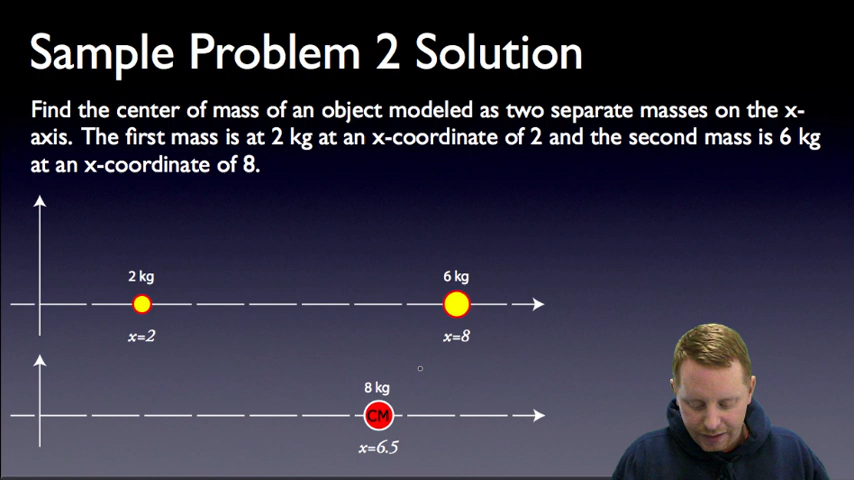 Sample Problem 2 Solution
Find the center of mass of an object modeled as two separate masses on the x-
axis. The first mass is at 2 kg at an x-coordinate of 2 and the second mass is 6 kg
at an x-coordinate of 8.
2 kg
6 kg
x=2
x=8
8 kg
CM
x=6.5